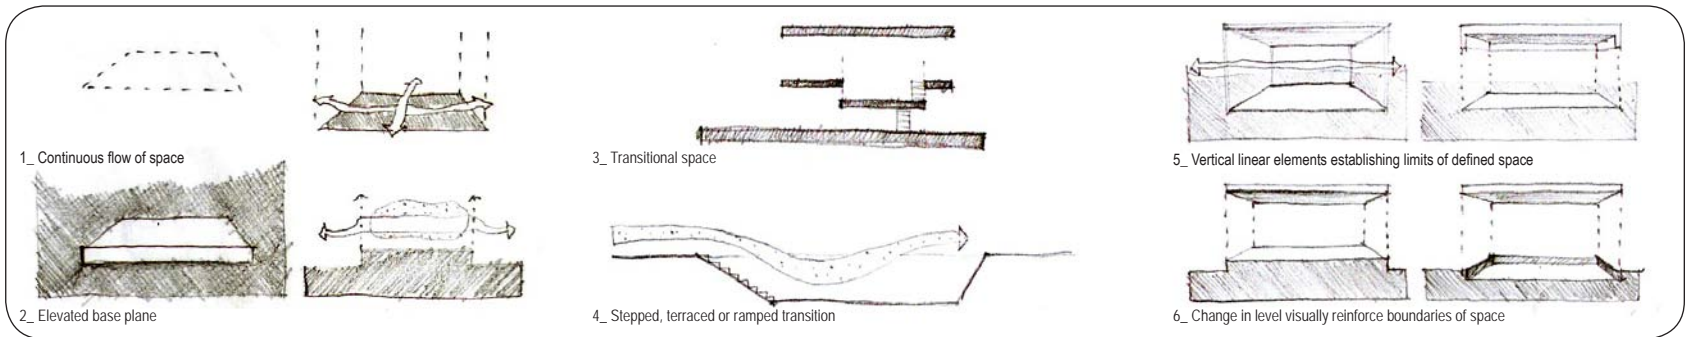 1_ Continuous flow of space
2_ Elevated base plane
3_ Transitional space
4_ Stepped, terraced or ramped transition
5_ Vertical linear elements establishing limits of defined space
6_ Change in level visually reinforce boundaries of space